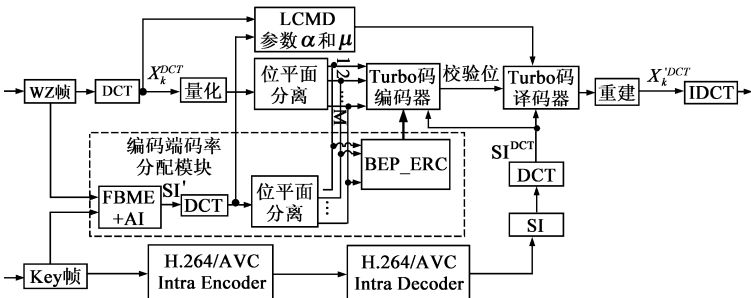 LCMD
参数α和μ
WZ帧
DCT
X_k^{DCT}
量化
位平面
分离
1
2
...
M
Turbo码
编码器
校验位
Turbo码
译码器
重建
X_k^{'DCT}
IDCT
编码端码率
分配模块
FBME
+AI
SI'
DCT
位平面
分离
...
BEP_ERC
SI^{DCT}
DCT
SI
Key帧
H.264/AVC
Intra Encoder
H.264/AVC
Intra Decoder